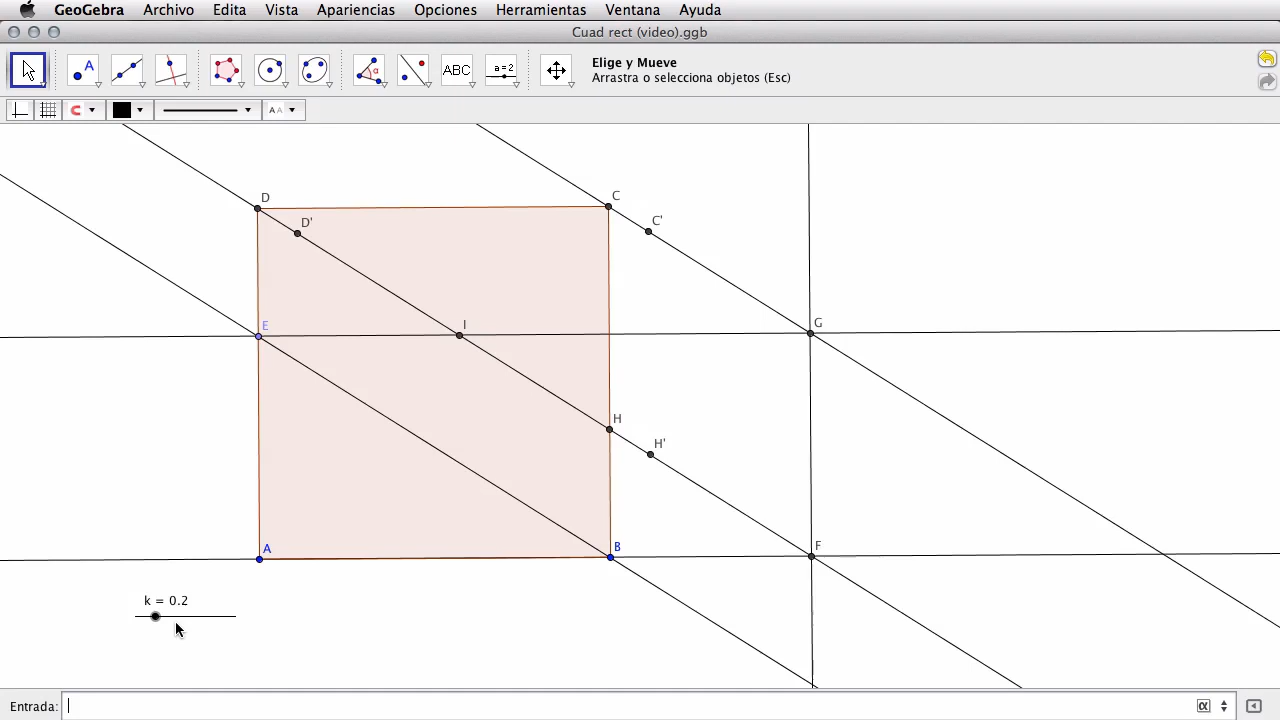 GeoGebra Archivo Edita Vista Apariencias Opciones Herramientas Ventana Ayuda
Cuad rect (video).ggb
A α ABC a=2
Elige y Mueve
Arrastra o selecciona objetos (Esc)
A A
D
D'
C
C'
E
I
G
H
H'
A
B
F
k = 0.2
Entrada: α